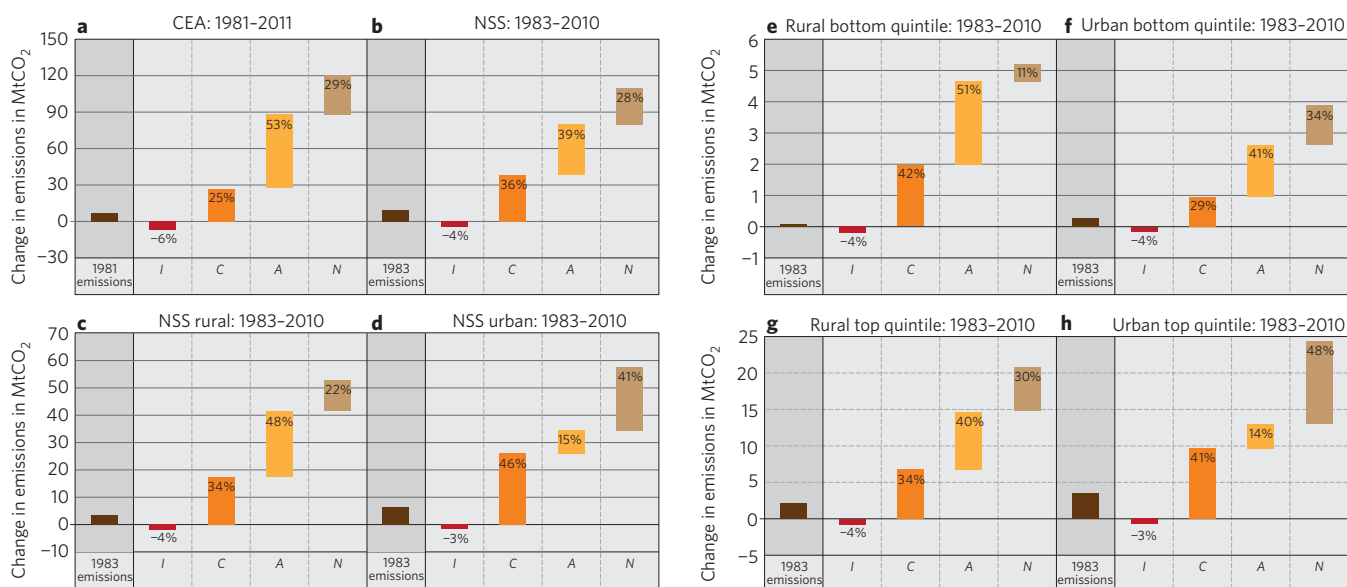 a CEA: 1981–2011
Change in emissions in MtCO2
150
120
90
60
30
0
−30
−6%
25%
53%
29%
1981 emissions
I C A N
b NSS: 1983–2010
−4%
36%
39%
28%
1983 emissions
I C A N
c NSS rural: 1983–2010
Change in emissions in MtCO2
70
60
50
40
30
20
10
0
−10
−4%
34%
48%
22%
1983 emissions
I C A N
d NSS urban: 1983–2010
−3%
46%
15%
41%
1983 emissions
I C A N
e Rural bottom quintile: 1983–2010
Change in emissions in MtCO2
6
5
4
3
2
1
0
−1
−4%
42%
51%
11%
1983 emissions
I C A N
f Urban bottom quintile: 1983–2010
−4%
29%
41%
34%
1983 emissions
I C A N
g Rural top quintile: 1983–2010
Change in emissions in MtCO2
25
20
15
10
5
0
−5
−4%
34%
40%
30%
1983 emissions
I C A N
h Urban top quintile: 1983–2010
−3%
41%
14%
48%
1983 emissions
I C A N